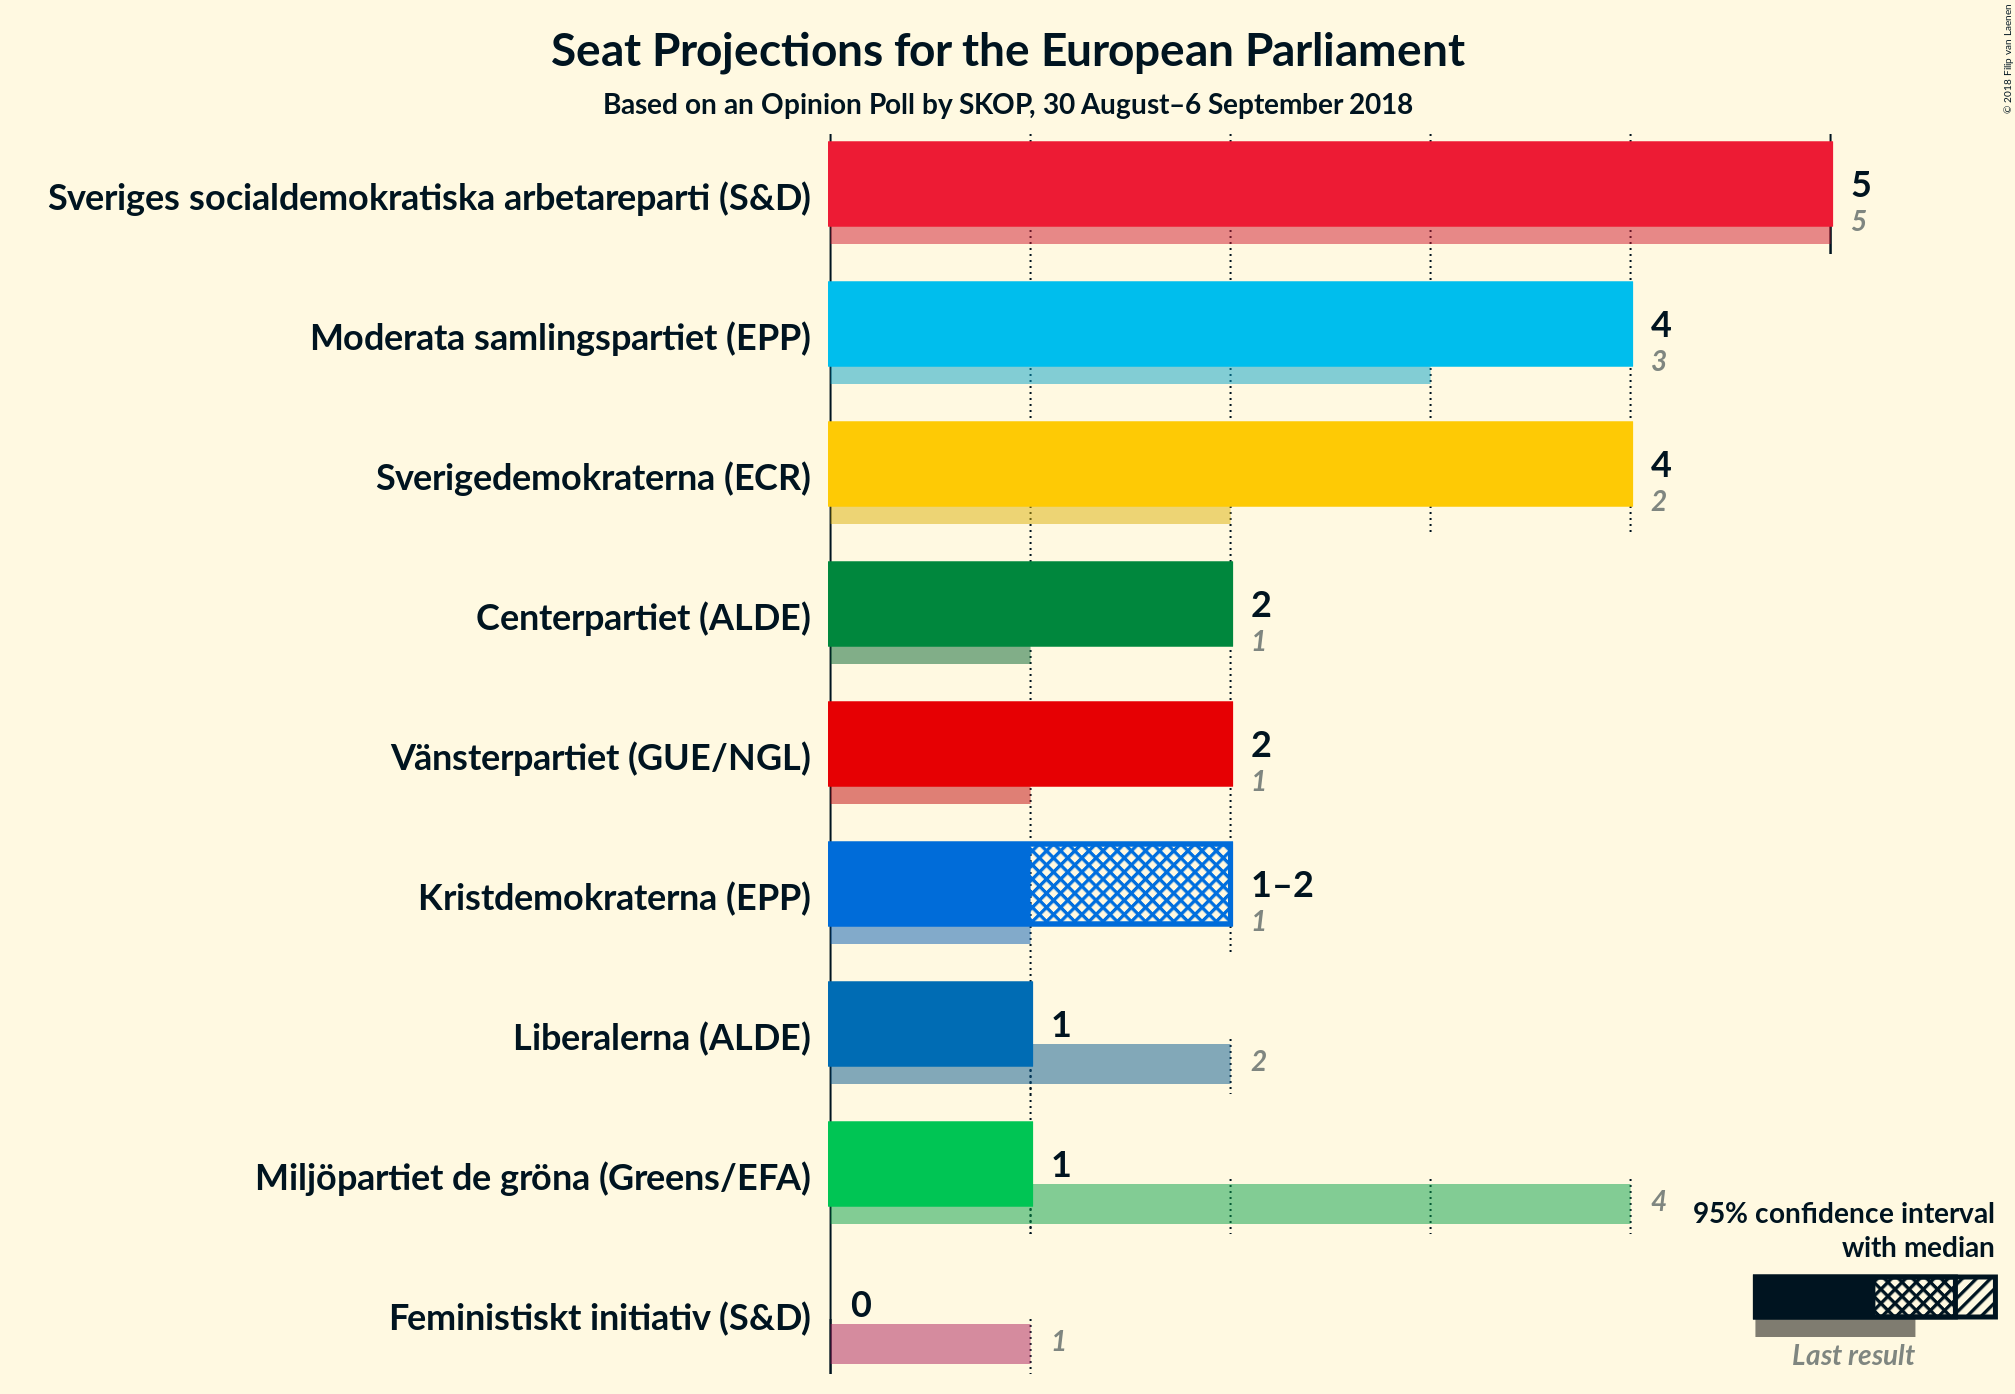 Seat Projections for the European Parliament
Based on an Opinion Poll by SKOP, 30 August–6 September 2018
© 2018 Filip van Laenen
Sveriges socialdemokratiska arbetareparti (S&D)
5
5
Moderata samlingspartiet (EPP)
4
3
Sverigedemokraterna (ECR)
4
2
Centerpartiet (ALDE)
2
1
Vänsterpartiet (GUE/NGL)
2
1
Kristdemokraterna (EPP)
1–2
1
Liberalerna (ALDE)
1
2
Miljöpartiet de gröna (Greens/EFA)
1
4
Feministiskt initiativ (S&D)
0
1
95% confidence interval
with median
Last result